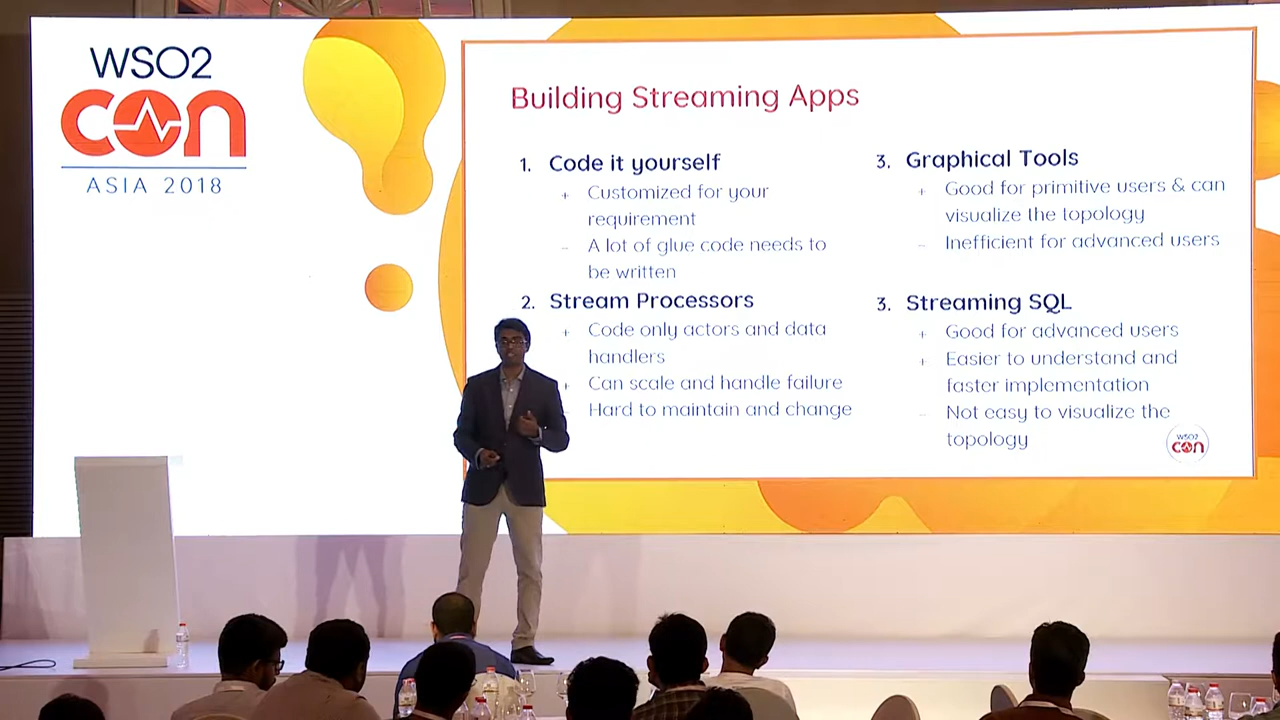 WSO2
con
ASIA 2018
Building Streaming Apps
1. Code it yourself
+ Customized for your
requirement
– A lot of glue code needs to
be written
2. Stream Processors
+ Code only actors and data
handlers
+ Can scale and handle failure
– Hard to maintain and change
3. Graphical Tools
+ Good for primitive users & can
visualize the topology
– Inefficient for advanced users
3. Streaming SQL
+ Good for advanced users
+ Easier to understand and
faster implementation
– Not easy to visualize the
topology
WSO2
con